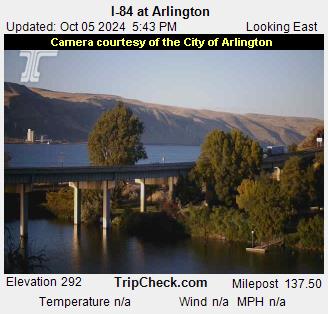 I-84 at Arlington
Updated: Oct 05 2024 5:43 PM Looking East
Camera courtesy of the City of Arlington
Elevation 292 TripCheck.com Milepost 137.50
Temperature n/a Wind n/a MPH n/a